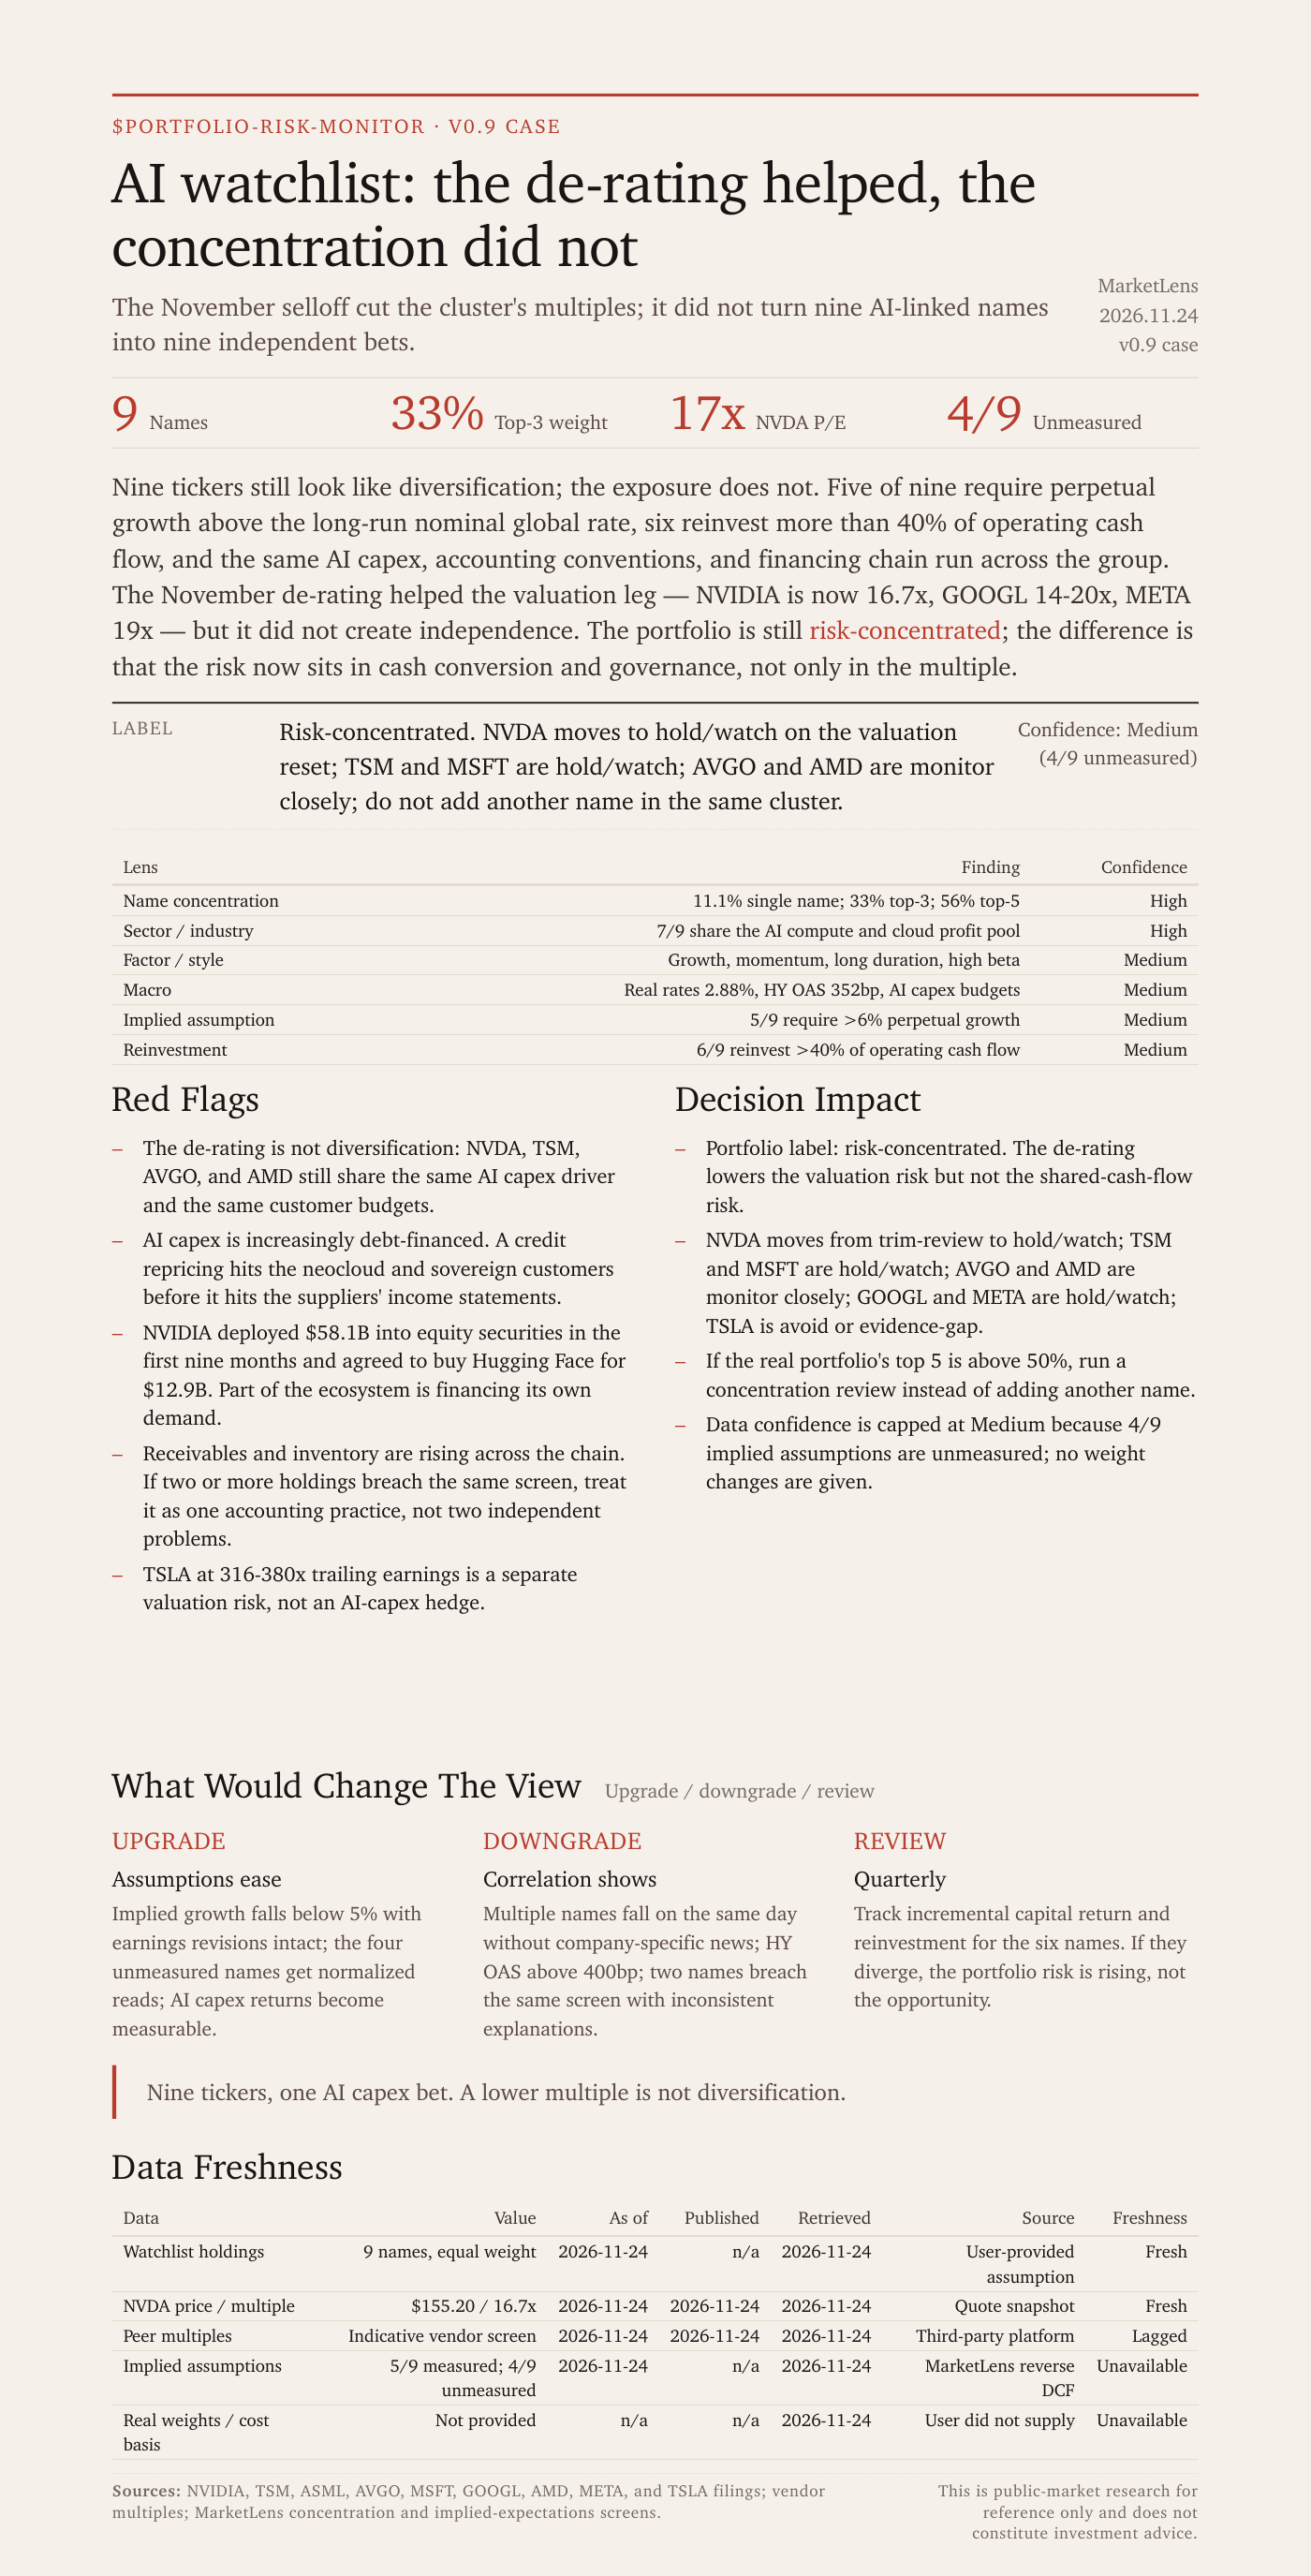 $PORTFOLIO-RISK-MONITOR · V0.9 CASE
AI watchlist: the de-rating helped, the
concentration did not
The November selloff cut the cluster's multiples; it did not turn nine AI-linked names
into nine independent bets.
MarketLens
2026.11.24
v0.9 case
9 Names 33% Top-3 weight 17x NVDA P/E 4/9 Unmeasured
Nine tickers still look like diversification; the exposure does not. Five of nine require perpetual
growth above the long-run nominal global rate, six reinvest more than 40% of operating cash
flow, and the same AI capex, accounting conventions, and financing chain run across the group.
The November de-rating helped the valuation leg — NVIDIA is now 16.7x, GOOGL 14-20x, META
19x — but it did not create independence. The portfolio is still risk-concentrated; the difference is
that the risk now sits in cash conversion and governance, not only in the multiple.
LABEL
Risk-concentrated. NVDA moves to hold/watch on the valuation
reset; TSM and MSFT are hold/watch; AVGO and AMD are monitor
closely; do not add another name in the same cluster.
Confidence: Medium
(4/9 unmeasured)
Lens Finding Confidence
Name concentration 11.1% single name; 33% top-3; 56% top-5 High
Sector / industry 7/9 share the AI compute and cloud profit pool High
Factor / style Growth, momentum, long duration, high beta Medium
Macro Real rates 2.88%, HY OAS 352bp, AI capex budgets Medium
Implied assumption 5/9 require >6% perpetual growth Medium
Reinvestment 6/9 reinvest >40% of operating cash flow Medium
Red Flags
– The de-rating is not diversification: NVDA, TSM,
AVGO, and AMD still share the same AI capex driver
and the same customer budgets.
– AI capex is increasingly debt-financed. A credit
repricing hits the neocloud and sovereign customers
before it hits the suppliers' income statements.
– NVIDIA deployed $58.1B into equity securities in the
first nine months and agreed to buy Hugging Face for
$12.9B. Part of the ecosystem is financing its own
demand.
– Receivables and inventory are rising across the chain.
If two or more holdings breach the same screen, treat
it as one accounting practice, not two independent
problems.
– TSLA at 316-380x trailing earnings is a separate
valuation risk, not an AI-capex hedge.
Decision Impact
– Portfolio label: risk-concentrated. The de-rating
lowers the valuation risk but not the shared-cash-flow
risk.
– NVDA moves from trim-review to hold/watch; TSM
and MSFT are hold/watch; AVGO and AMD are
monitor closely; GOOGL and META are hold/watch;
TSLA is avoid or evidence-gap.
– If the real portfolio's top 5 is above 50%, run a
concentration review instead of adding another name.
– Data confidence is capped at Medium because 4/9
implied assumptions are unmeasured; no weight
changes are given.
What Would Change The View Upgrade / downgrade / review
UPGRADE
Assumptions ease
Implied growth falls below 5% with
earnings revisions intact; the four
unmeasured names get normalized
reads; AI capex returns become
measurable.
DOWNGRADE
Correlation shows
Multiple names fall on the same day
without company-specific news; HY
OAS above 400bp; two names breach
the same screen with inconsistent
explanations.
REVIEW
Quarterly
Track incremental capital return and
reinvestment for the six names. If they
diverge, the portfolio risk is rising, not
the opportunity.
Nine tickers, one AI capex bet. A lower multiple is not diversification.
Data Freshness
Data Value As of Published Retrieved Source Freshness
Watchlist holdings 9 names, equal weight 2026-11-24 n/a 2026-11-24 User-provided Fresh
assumption
NVDA price / multiple $155.20 / 16.7x 2026-11-24 2026-11-24 2026-11-24 Quote snapshot Fresh
Peer multiples Indicative vendor screen 2026-11-24 2026-11-24 2026-11-24 Third-party platform Lagged
Implied assumptions 5/9 measured; 4/9 2026-11-24 n/a 2026-11-24 MarketLens reverse Unavailable
unmeasured DCF
Real weights / cost Not provided n/a n/a 2026-11-24 User did not supply Unavailable
basis
Sources: NVIDIA, TSM, ASML, AVGO, MSFT, GOOGL, AMD, META, and TSLA filings; vendor
multiples; MarketLens concentration and implied-expectations screens.
This is public-market research for
reference only and does not
constitute investment advice.